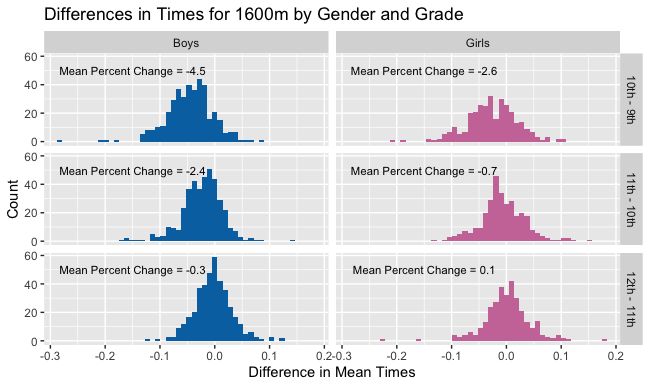 Differences in Times for 1600m by Gender and Grade
Boys
Girls
60
40
20
0
Mean Percent Change = -4.5
Mean Percent Change = -2.6
10th - 9th
60
40
20
0
Mean Percent Change = -2.4
Mean Percent Change = -0.7
11th - 10th
60
40
20
0
Mean Percent Change = -0.3
Mean Percent Change = 0.1
12th - 11th
Count
-0.3 -0.2 -0.1 0.0 0.1 0.2 -0.3 -0.2 -0.1 0.0 0.1 0.2
Difference in Mean Times